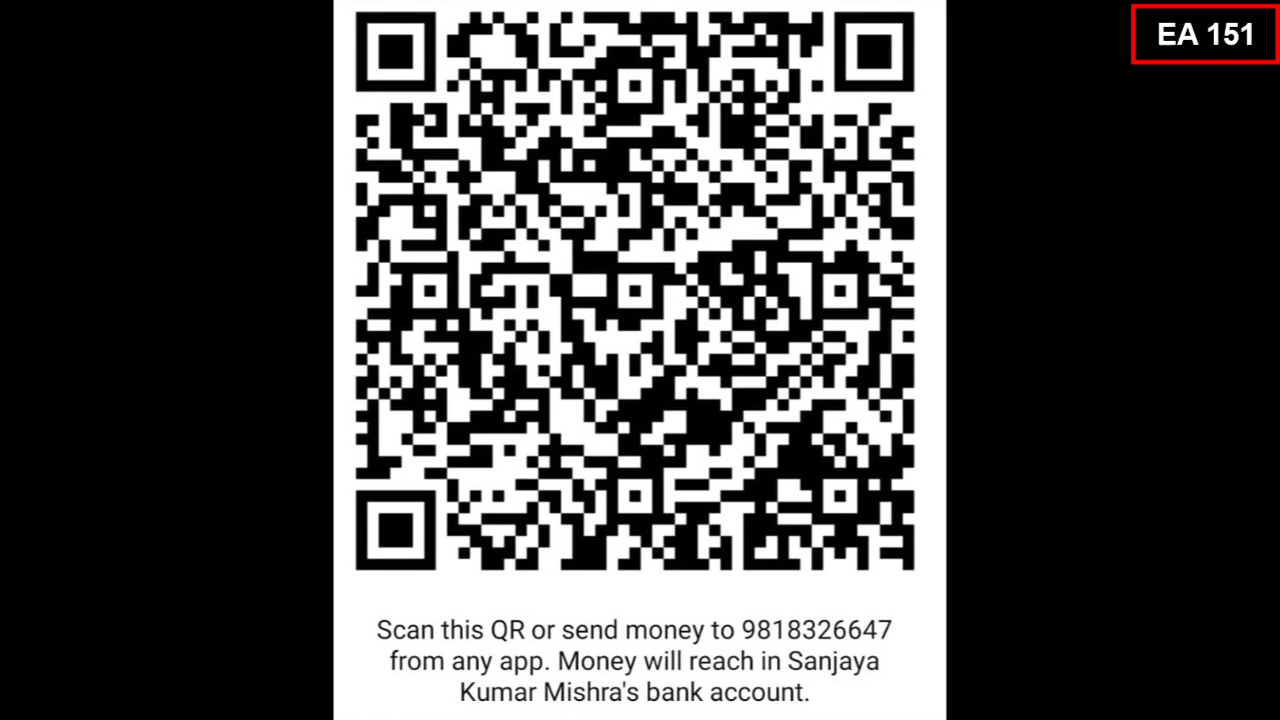 EA 151
Scan this QR or send money to 9818326647
from any app. Money will reach in Sanjaya
Kumar Mishra's bank account.